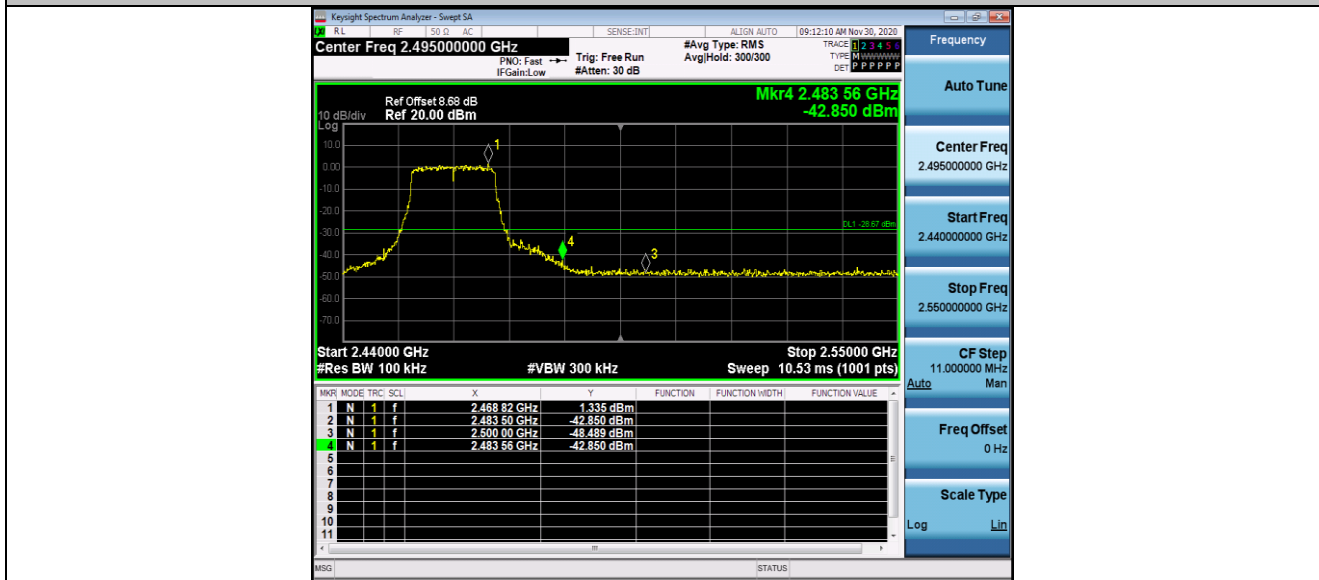 Keysight Spectrum Analyzer - Swept SA
RL RF 50 Ω AC SENSE:INT ALIGN AUTO 09:12:10 AM Nov 30, 2020
Center Freq 2.495000000 GHz
PNO: Fast
IFGain:Low
Trig: Free Run
#Atten: 30 dB
#Avg Type: RMS
Avg|Hold: 300/300
TRACE 1 2 3 4 5 6
TYPE M W W W W W
DET P P P P P P
Mkr4 2.483 56 GHz
-42.850 dBm
Ref Offset 8.68 dB
10 dB/div Ref 20.00 dBm
Log
10.0
0.00
-10.0
-20.0
-30.0
-40.0
-50.0
-60.0
-70.0
1
4
3
DL1 -28.67 dBm
Start 2.44000 GHz Stop 2.55000 GHz
#Res BW 100 kHz #VBW 300 kHz Sweep 10.53 ms (1001 pts)
MKR MODE TRC SCL X Y FUNCTION FUNCTION WIDTH FUNCTION VALUE
1 N 1 f 2.468 82 GHz 1.335 dBm
2 N 1 f 2.483 50 GHz -42.850 dBm
3 N 1 f 2.500 00 GHz -48.489 dBm
4 N 1 f 2.483 56 GHz -42.850 dBm
5
6
7
8
9
10
11
MSG STATUS
Frequency
Auto Tune
Center Freq
2.495000000 GHz
Start Freq
2.440000000 GHz
Stop Freq
2.550000000 GHz
CF Step
11.000000 MHz
Auto Man
Freq Offset
0 Hz
Scale Type
Log Lin